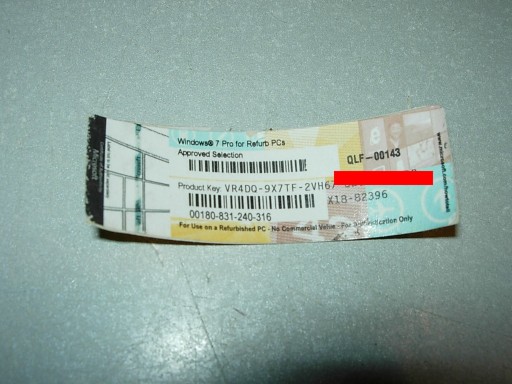 Windows® 7 Pro for Refurb PCs
Approved Selection
QLF-00143
Product Key: VR4DQ-9X7TF-2VH67
X18-82396
00180-831-240-316
For Use on a Refurbished PC - No Commercial Value - For Only
Microsoft